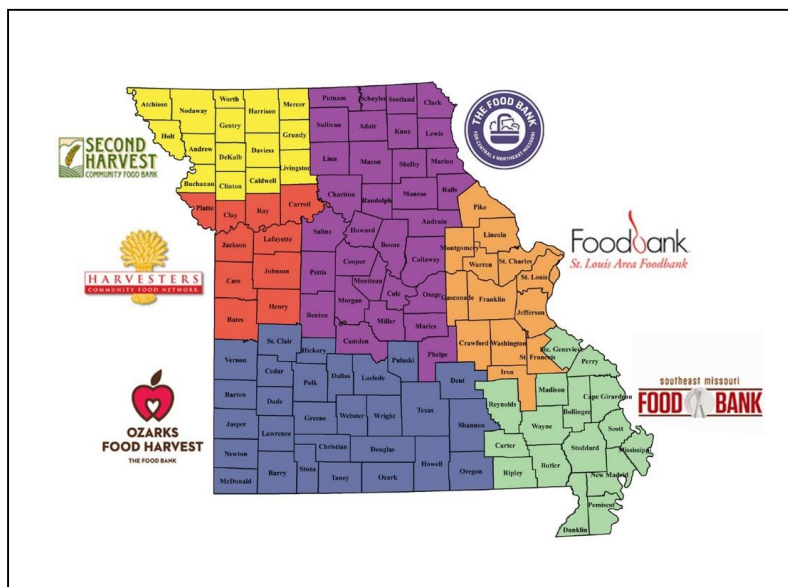 Atchison
Nodaway
Worth
Harrison
Mercer
Putnam
Schuyler
Scotland
Clark
Holt
Gentry
Grundy
Sullivan
Adair
Knox
Lewis
Andrew
DeKalb
Daviess
Livingston
Linn
Macon
Shelby
Marion
Buchanan
Clinton
Caldwell
Chariton
Randolph
Monroe
Ralls
Platte
Clay
Ray
Carroll
Saline
Howard
Boone
Audrain
Pike
Jackson
Lafayette
Cooper
Callaway
Montgomery
Lincoln
Warren
St. Charles
St. Louis
Cass
Johnson
Pettis
Moniteau
Cole
Osage
Gasconade
Franklin
Jefferson
Bates
Henry
Benton
Morgan
Miller
Maries
Camden
Phelps
Crawford
Washington
St Francois
Ste. Genevieve
Perry
Iron
Vernon
St. Clair
Hickory
Cedar
Polk
Dallas
Laclede
Pulaski
Dent
Reynolds
Madison
Bollinger
Cape Girardeau
Barton
Dade
Greene
Webster
Wright
Texas
Shannon
Wayne
Scott
Jasper
Lawrence
Christian
Douglas
Carter
Stoddard
Mississippi
Newton
Barry
Stone
Taney
Ozark
Howell
Oregon
Ripley
Butler
New Madrid
McDonald
Pemiscot
Dunklin
SECOND
HARVEST
COMMUNITY FOOD BANK
HARVESTERS
COMMUNITY FOOD NETWORK
OZARKS
FOOD HARVEST
THE FOOD BANK
THE FOOD BANK
FOR CENTRAL & NORTHEAST MISSOURI
Foodbank
St. Louis Area Foodbank
southeast missouri
FOOD BANK